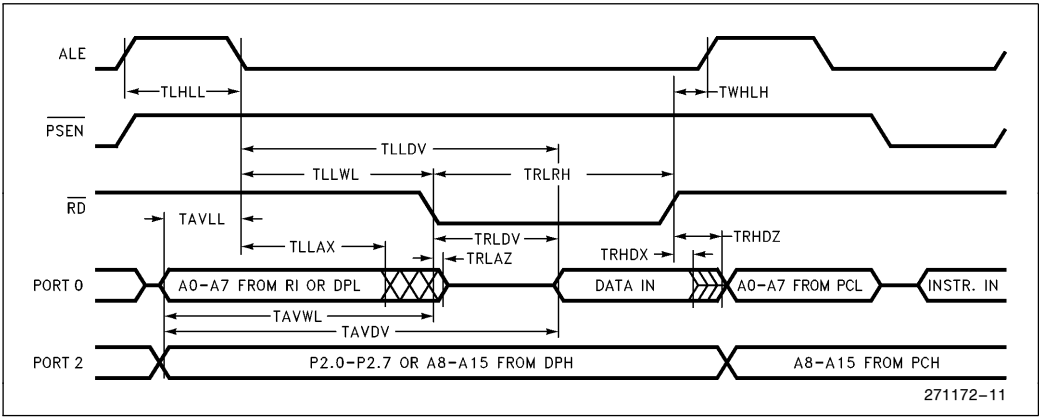 ALE
TLHLL
TWHLH
PSEN
TLLDV
TLLWL
TRLRH
RD
TAVLL
TLLAX
TRLDV
TRLAZ
TRHDX
TRHDZ
PORT 0
A0-A7 FROM RI OR DPL
DATA IN
A0-A7 FROM PCL
INSTR. IN
TAVWL
TAVDV
PORT 2
P2.0-P2.7 OR A8-A15 FROM DPH
A8-A15 FROM PCH
271172-11